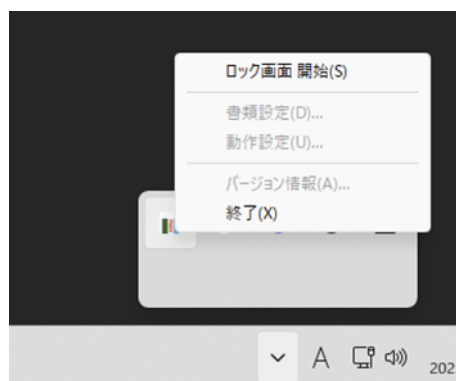 ロック画面 開始(S)
書類設定(D)...
動作設定(U)...
バージョン情報(A)...
終了(X)
A
202